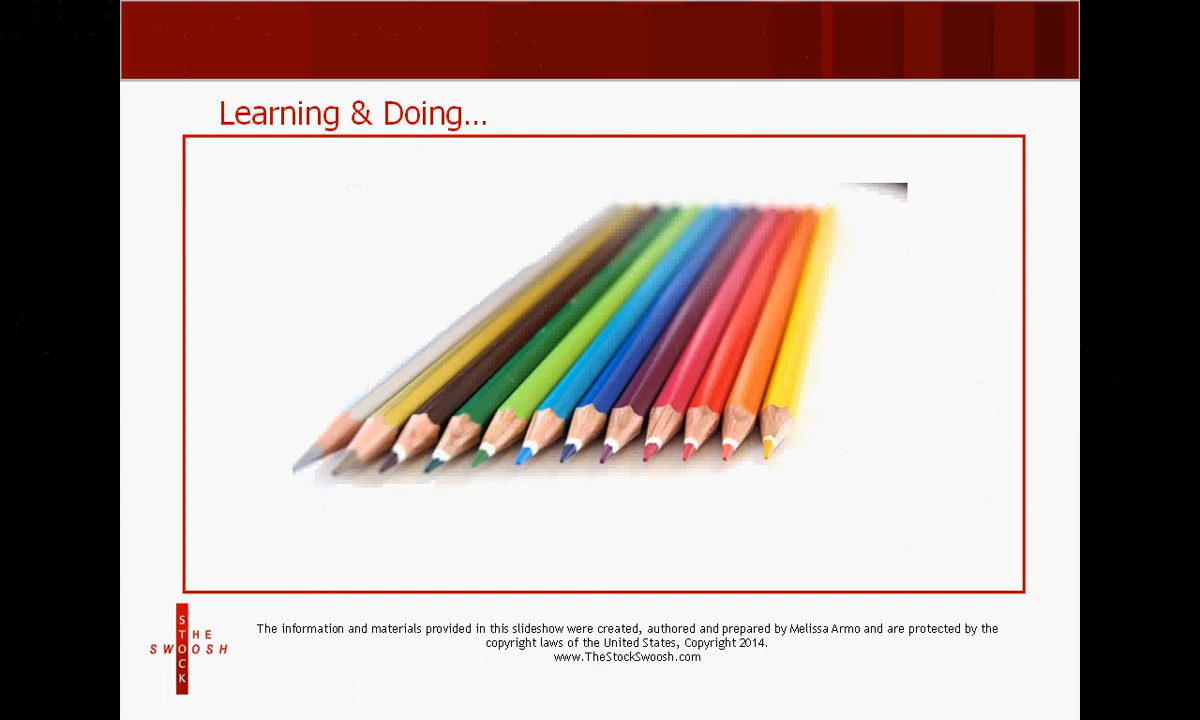 Learning & Doing...
The information and materials provided in this slideshow were created, authored and prepared by Melissa Armo and are protected by the
copyright laws of the United States, Copyright 2014.
www.TheStockSwoosh.com
THE
STOCK
SWOOSH